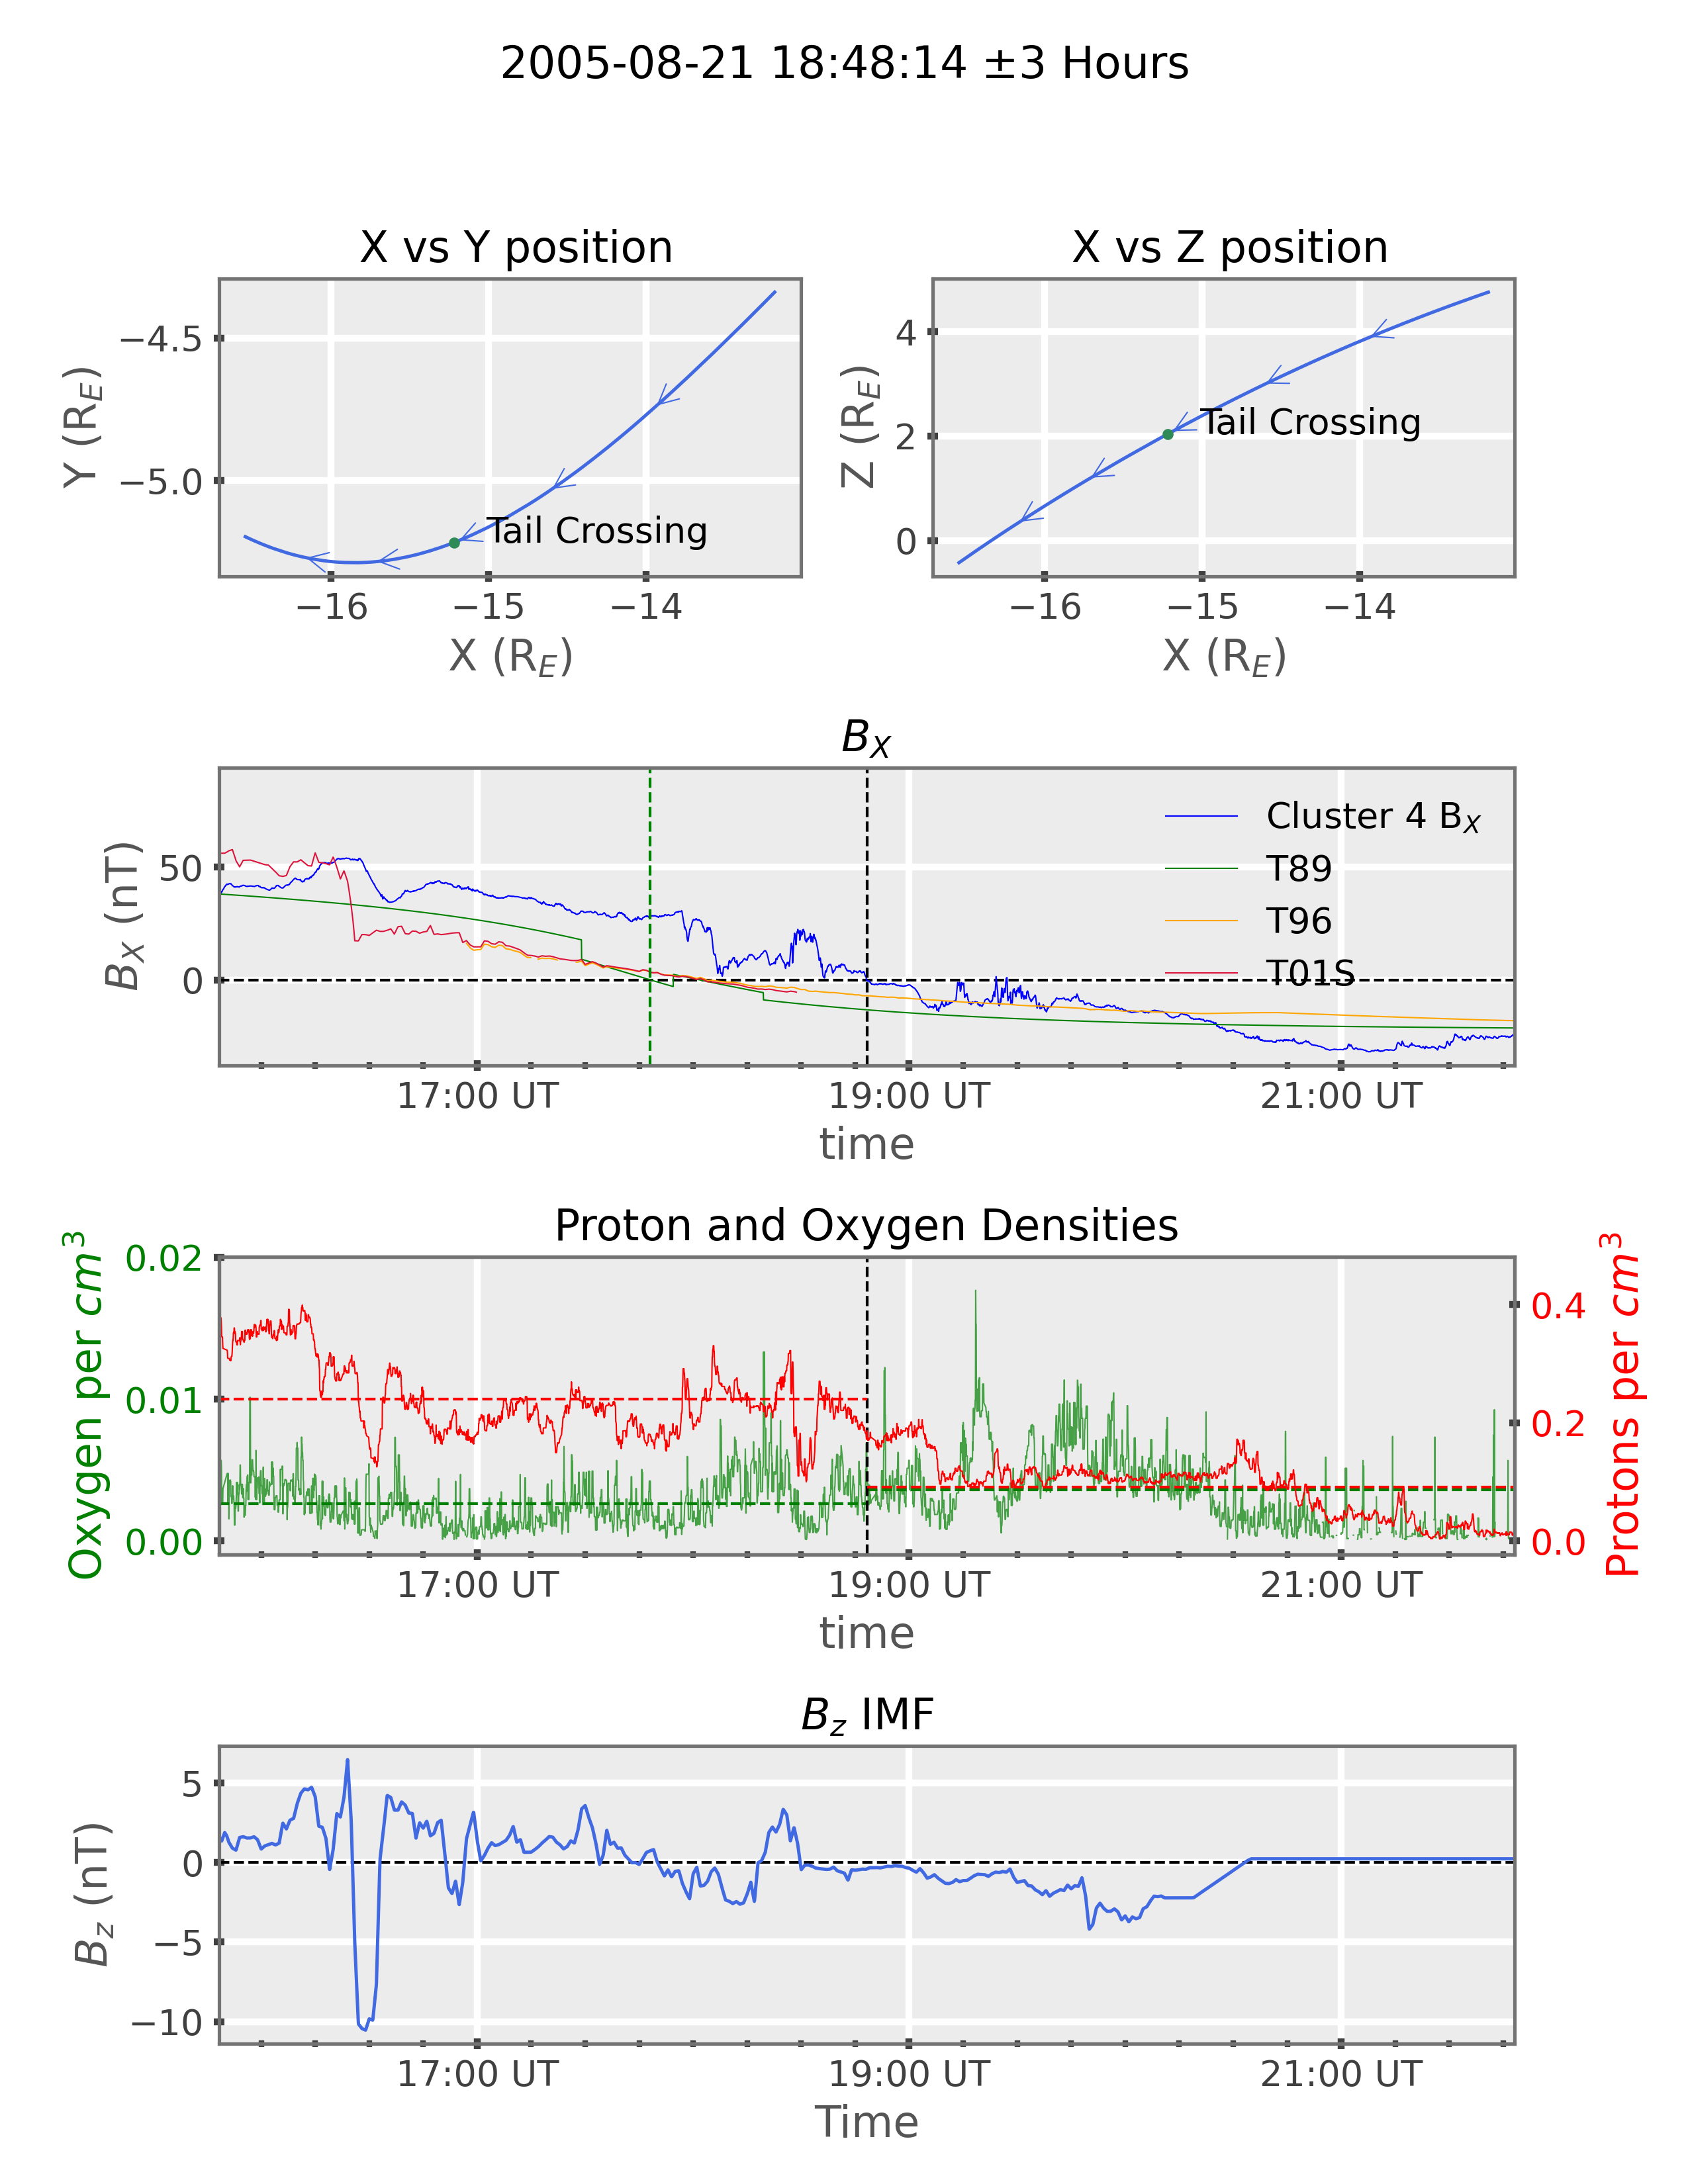 2005-08-21 18:48:14 ±3 Hours
X vs Y position
X vs Z position
−4.5
−5.0
Y (R_E)
Tail Crossing
−16
−15
−14
X (R_E)
4
2
0
Z (R_E)
Tail Crossing
−16
−15
−14
X (R_E)
B_X
50
0
B_X (nT)
Cluster 4 B_X
T89
T96
T01S
17:00 UT
19:00 UT
21:00 UT
time
Proton and Oxygen Densities
0.02
0.01
0.00
Oxygen per cm³
0.4
0.2
0.0
Protons per cm³
17:00 UT
19:00 UT
21:00 UT
time
B_z IMF
5
0
−5
−10
B_z (nT)
17:00 UT
19:00 UT
21:00 UT
Time